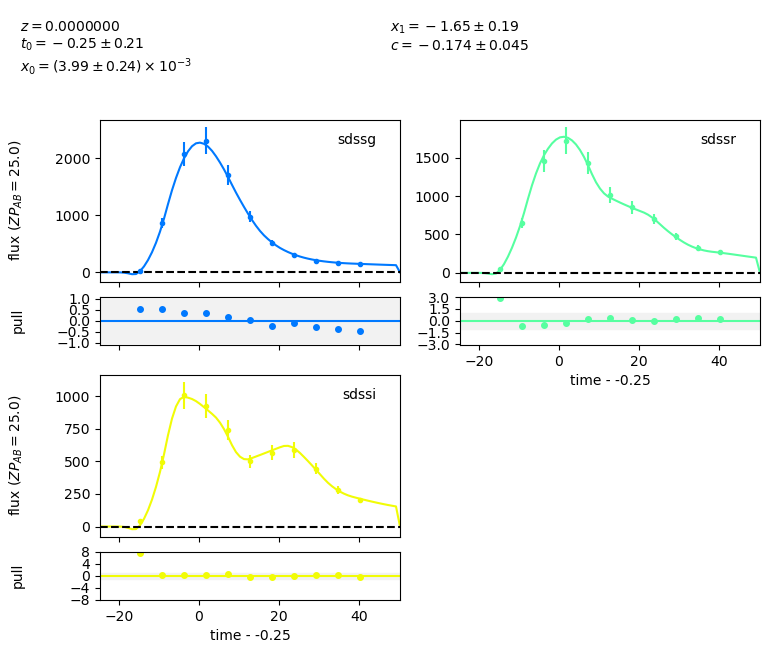 z = 0.0000000
t₀ = −0.25 ± 0.21
x₀ = (3.99 ± 0.24) × 10⁻³
x₁ = −1.65 ± 0.19
c = −0.174 ± 0.045
flux (ZP_AB = 25.0)
2000
1000
0
sdssg
pull
1.0
0.5
0.0
−0.5
−1.0
1500
1000
500
0
sdssr
3.0
1.5
0.0
−1.5
−3.0
−20 0 20 40
time - -0.25
flux (ZP_AB = 25.0)
1000
750
500
250
0
sdssi
pull
8
4
0
−4
−8
−20 0 20 40
time - -0.25